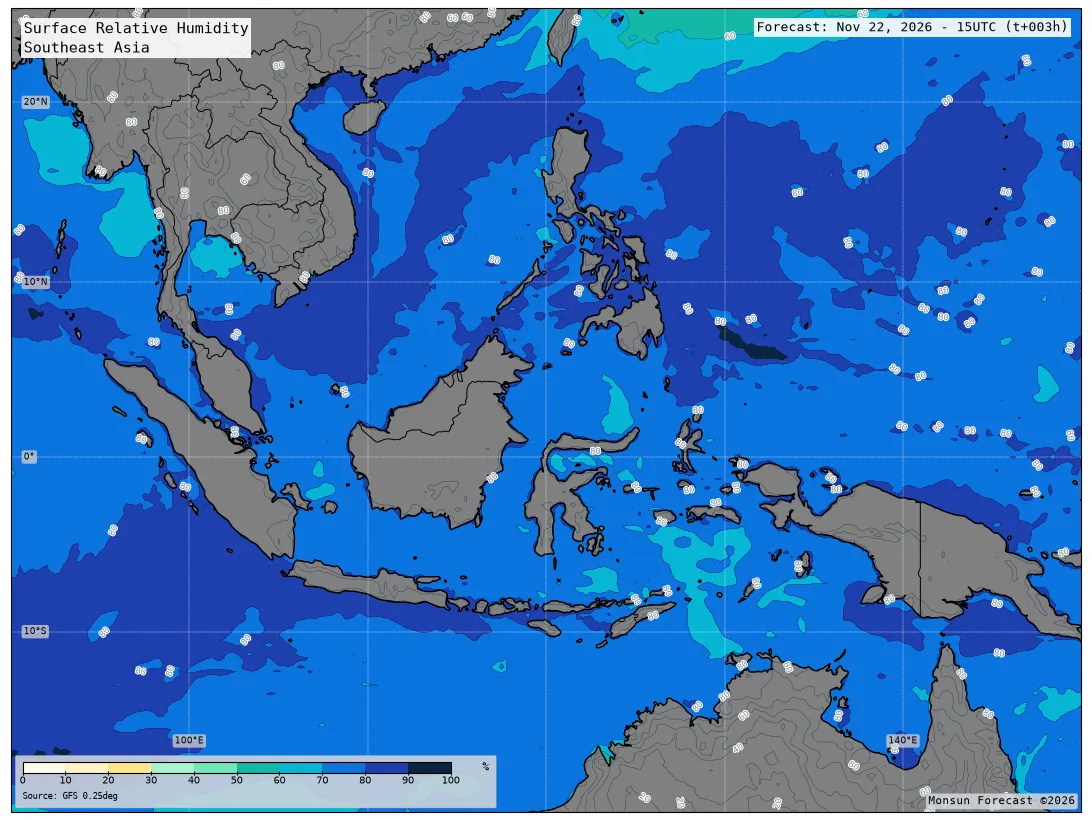 Surface Relative Humidity
Southeast Asia
Forecast: Nov 22, 2026 - 15UTC (t+003h)
20°N
10°N
0°
10°S
100°E
140°E
0 10 20 30 40 50 60 70 80 90 100
%
Source: GFS 0.25deg
Monsun Forecast ©2026